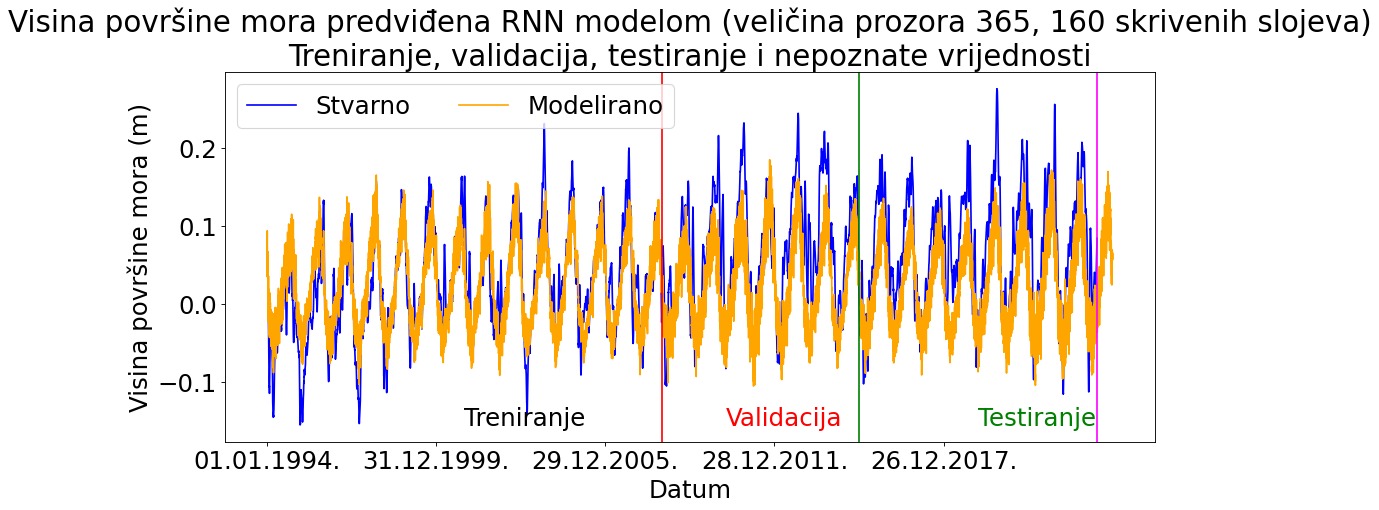 Visina površine mora predviđena RNN modelom (veličina prozora 365, 160 skrivenih slojeva)
Treniranje, validacija, testiranje i nepoznate vrijednosti
Stvarno Modelirano
Visina površine mora (m)
0.2
0.1
0.0
−0.1
Treniranje Validacija Testiranje
01.01.1994. 31.12.1999. 29.12.2005. 28.12.2011. 26.12.2017.
Datum